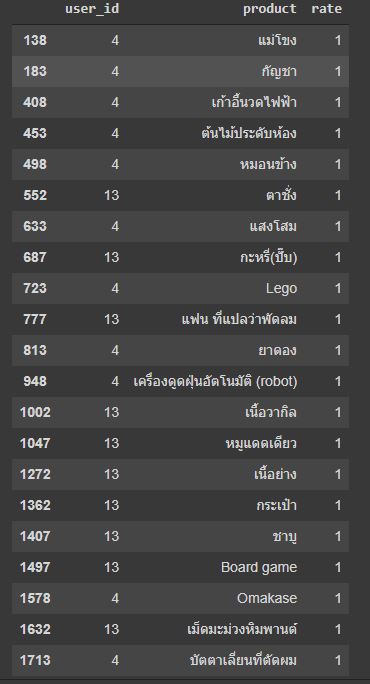 user_id product rate
138 4 แม่โขง 1
183 4 กัญชา 1
408 4 เก้าอี้นวดไฟฟ้า 1
453 4 ต้นไม้ประดับห้อง 1
498 4 หมอนข้าง 1
552 13 ตาชั่ง 1
633 4 แสงโสม 1
687 13 กะหรี่(ปั๊บ) 1
723 4 Lego 1
777 13 แฟน ที่แปลว่าพัดลม 1
813 4 ยาดอง 1
948 4 เครื่องดูดฝุ่นอัตโนมัติ (robot) 1
1002 13 เนื้อวากิล 1
1047 13 หมูแดดเดียว 1
1272 13 เนื้อย่าง 1
1362 13 กระเป๋า 1
1407 13 ชาบู 1
1497 13 Board game 1
1578 4 Omakase 1
1632 13 เม็ดมะม่วงหิมพานต์ 1
1713 4 บัตตาเลี่ยนที่ตัดผม 1